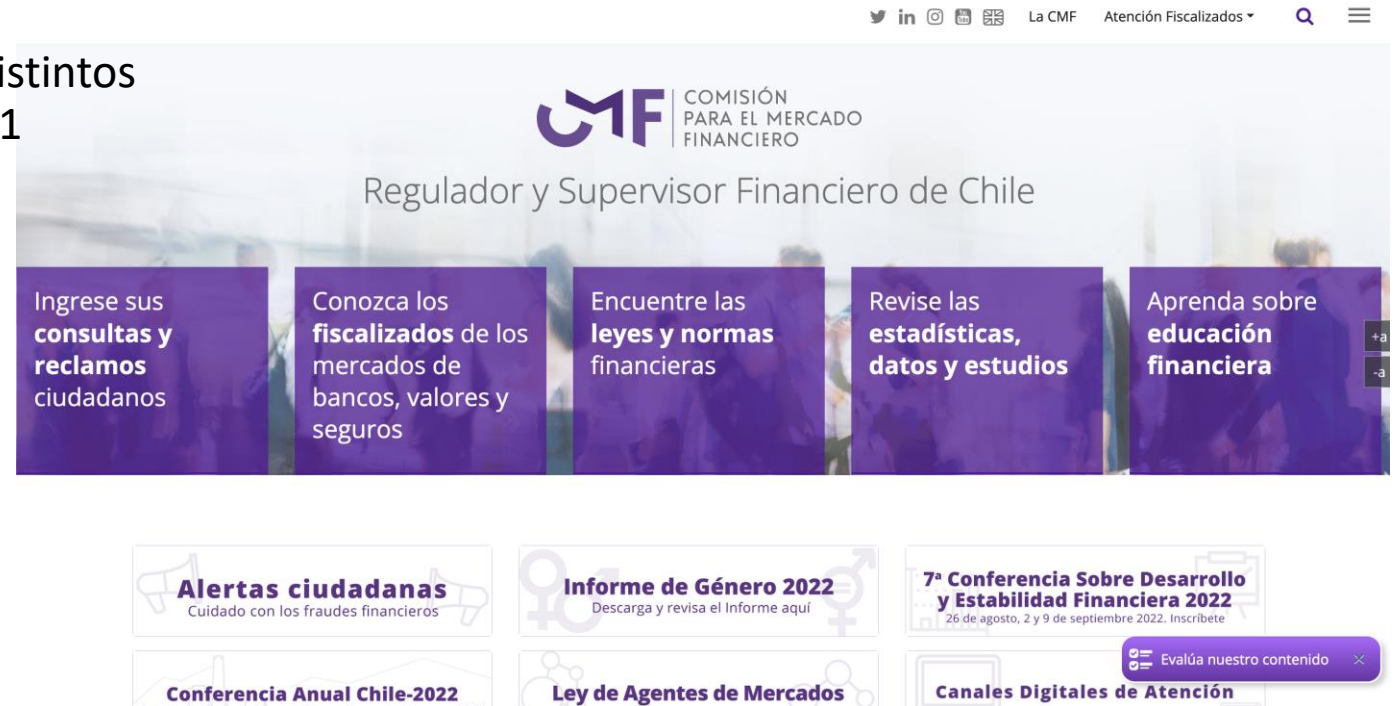 La CMF Atención Fiscalizados
istintos
1
CMF
COMISIÓN
PARA EL MERCADO
FINANCIERO
Regulador y Supervisor Financiero de Chile
Ingrese sus
consultas y
reclamos
ciudadanos
Conozca los
fiscalizados de los
mercados de
bancos, valores y
seguros
Encuentre las
leyes y normas
financieras
Revise las
estadísticas,
datos y estudios
Aprenda sobre
educación
financiera
+a
-a
Alertas ciudadanas
Cuidado con los fraudes financieros
Informe de Género 2022
Descarga y revisa el Informe aquí
7ª Conferencia Sobre Desarrollo
y Estabilidad Financiera 2022
26 de agosto, 2 y 9 de septiembre 2022. Inscríbete
Evalúa nuestro contenido ×
Conferencia Anual Chile-2022
Ley de Agentes de Mercados
Canales Digitales de Atención